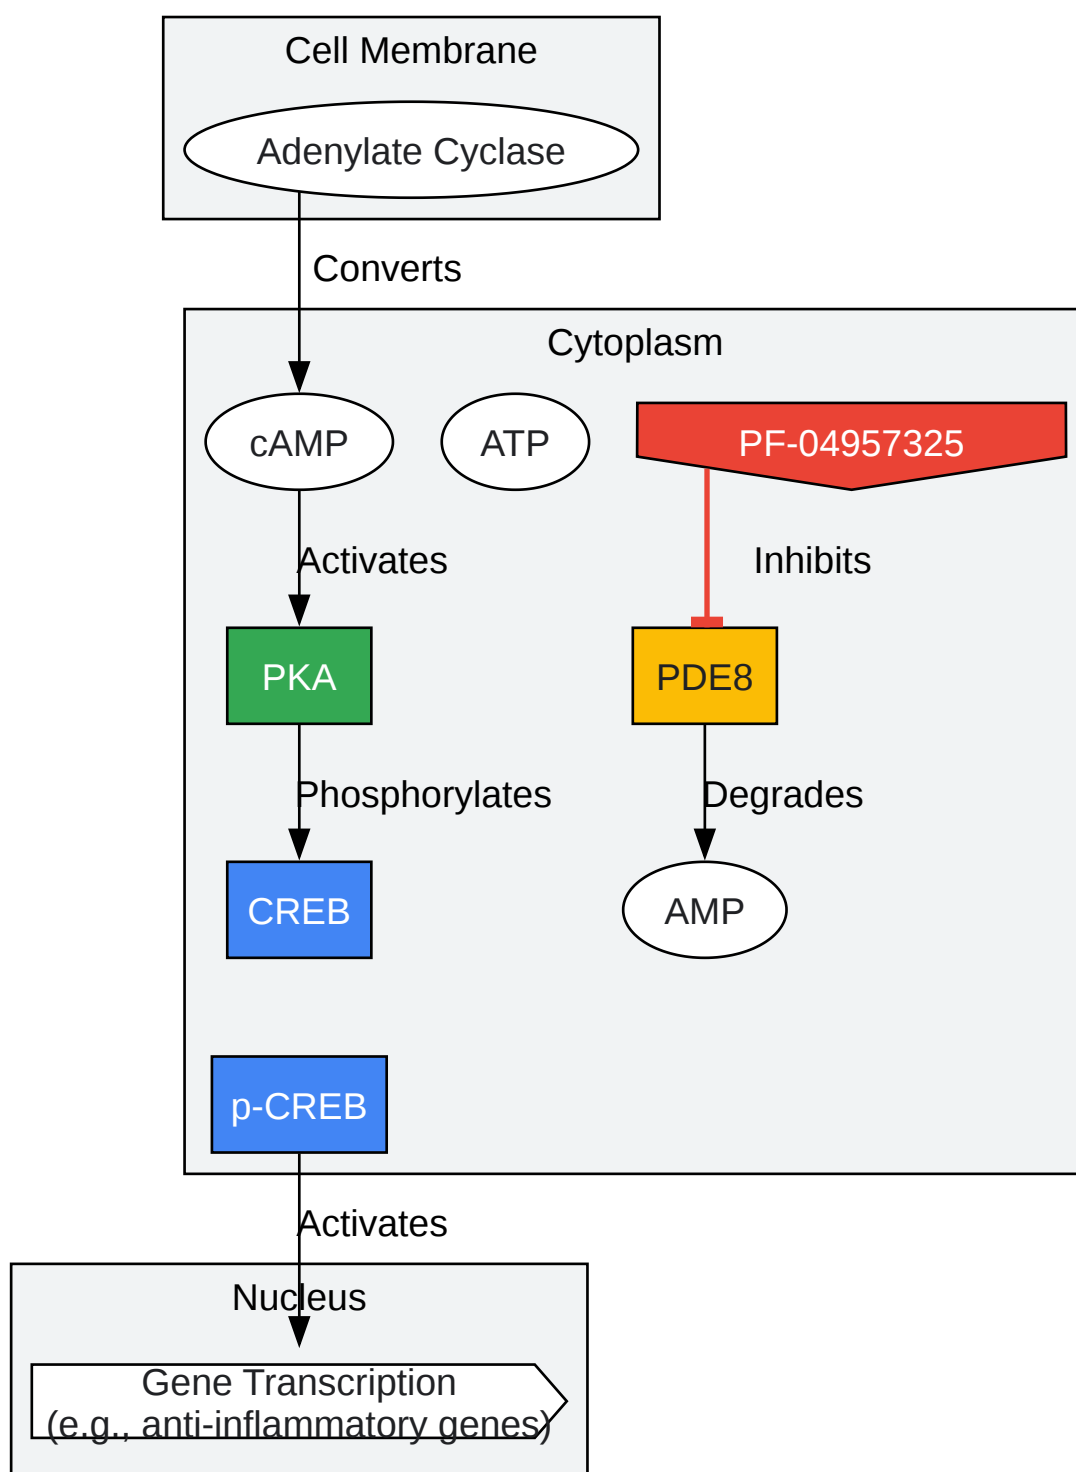 Cell Membrane
Adenylate Cyclase
Converts
Cytoplasm
cAMP
ATP
PF-04957325
Activates
Inhibits
PKA
PDE8
Phosphorylates
Degrades
CREB
AMP
p-CREB
Activates
Nucleus
Gene Transcription
(e.g., anti-inflammatory genes)